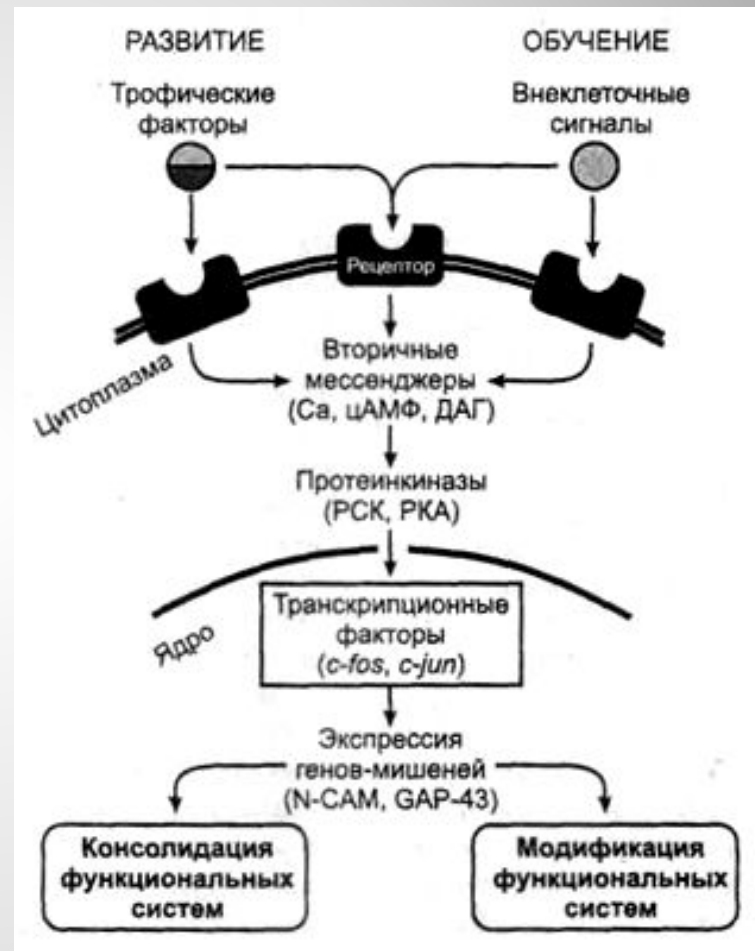 РАЗВИТИЕ
ОБУЧЕНИЕ
Трофические
факторы
Внеклеточные
сигналы
Рецептор
Цитоплазма
Вторичные
мессенджеры
(Ca, цАМФ, ДАГ)
Протеинкиназы
(PCK, PKA)
Ядро
Транскрипционные
факторы
(c-fos, c-jun)
Экспрессия
генов-мишеней
(N-CAM, GAP-43)
Консолидация
функциональных
систем
Модификация
функциональных
систем